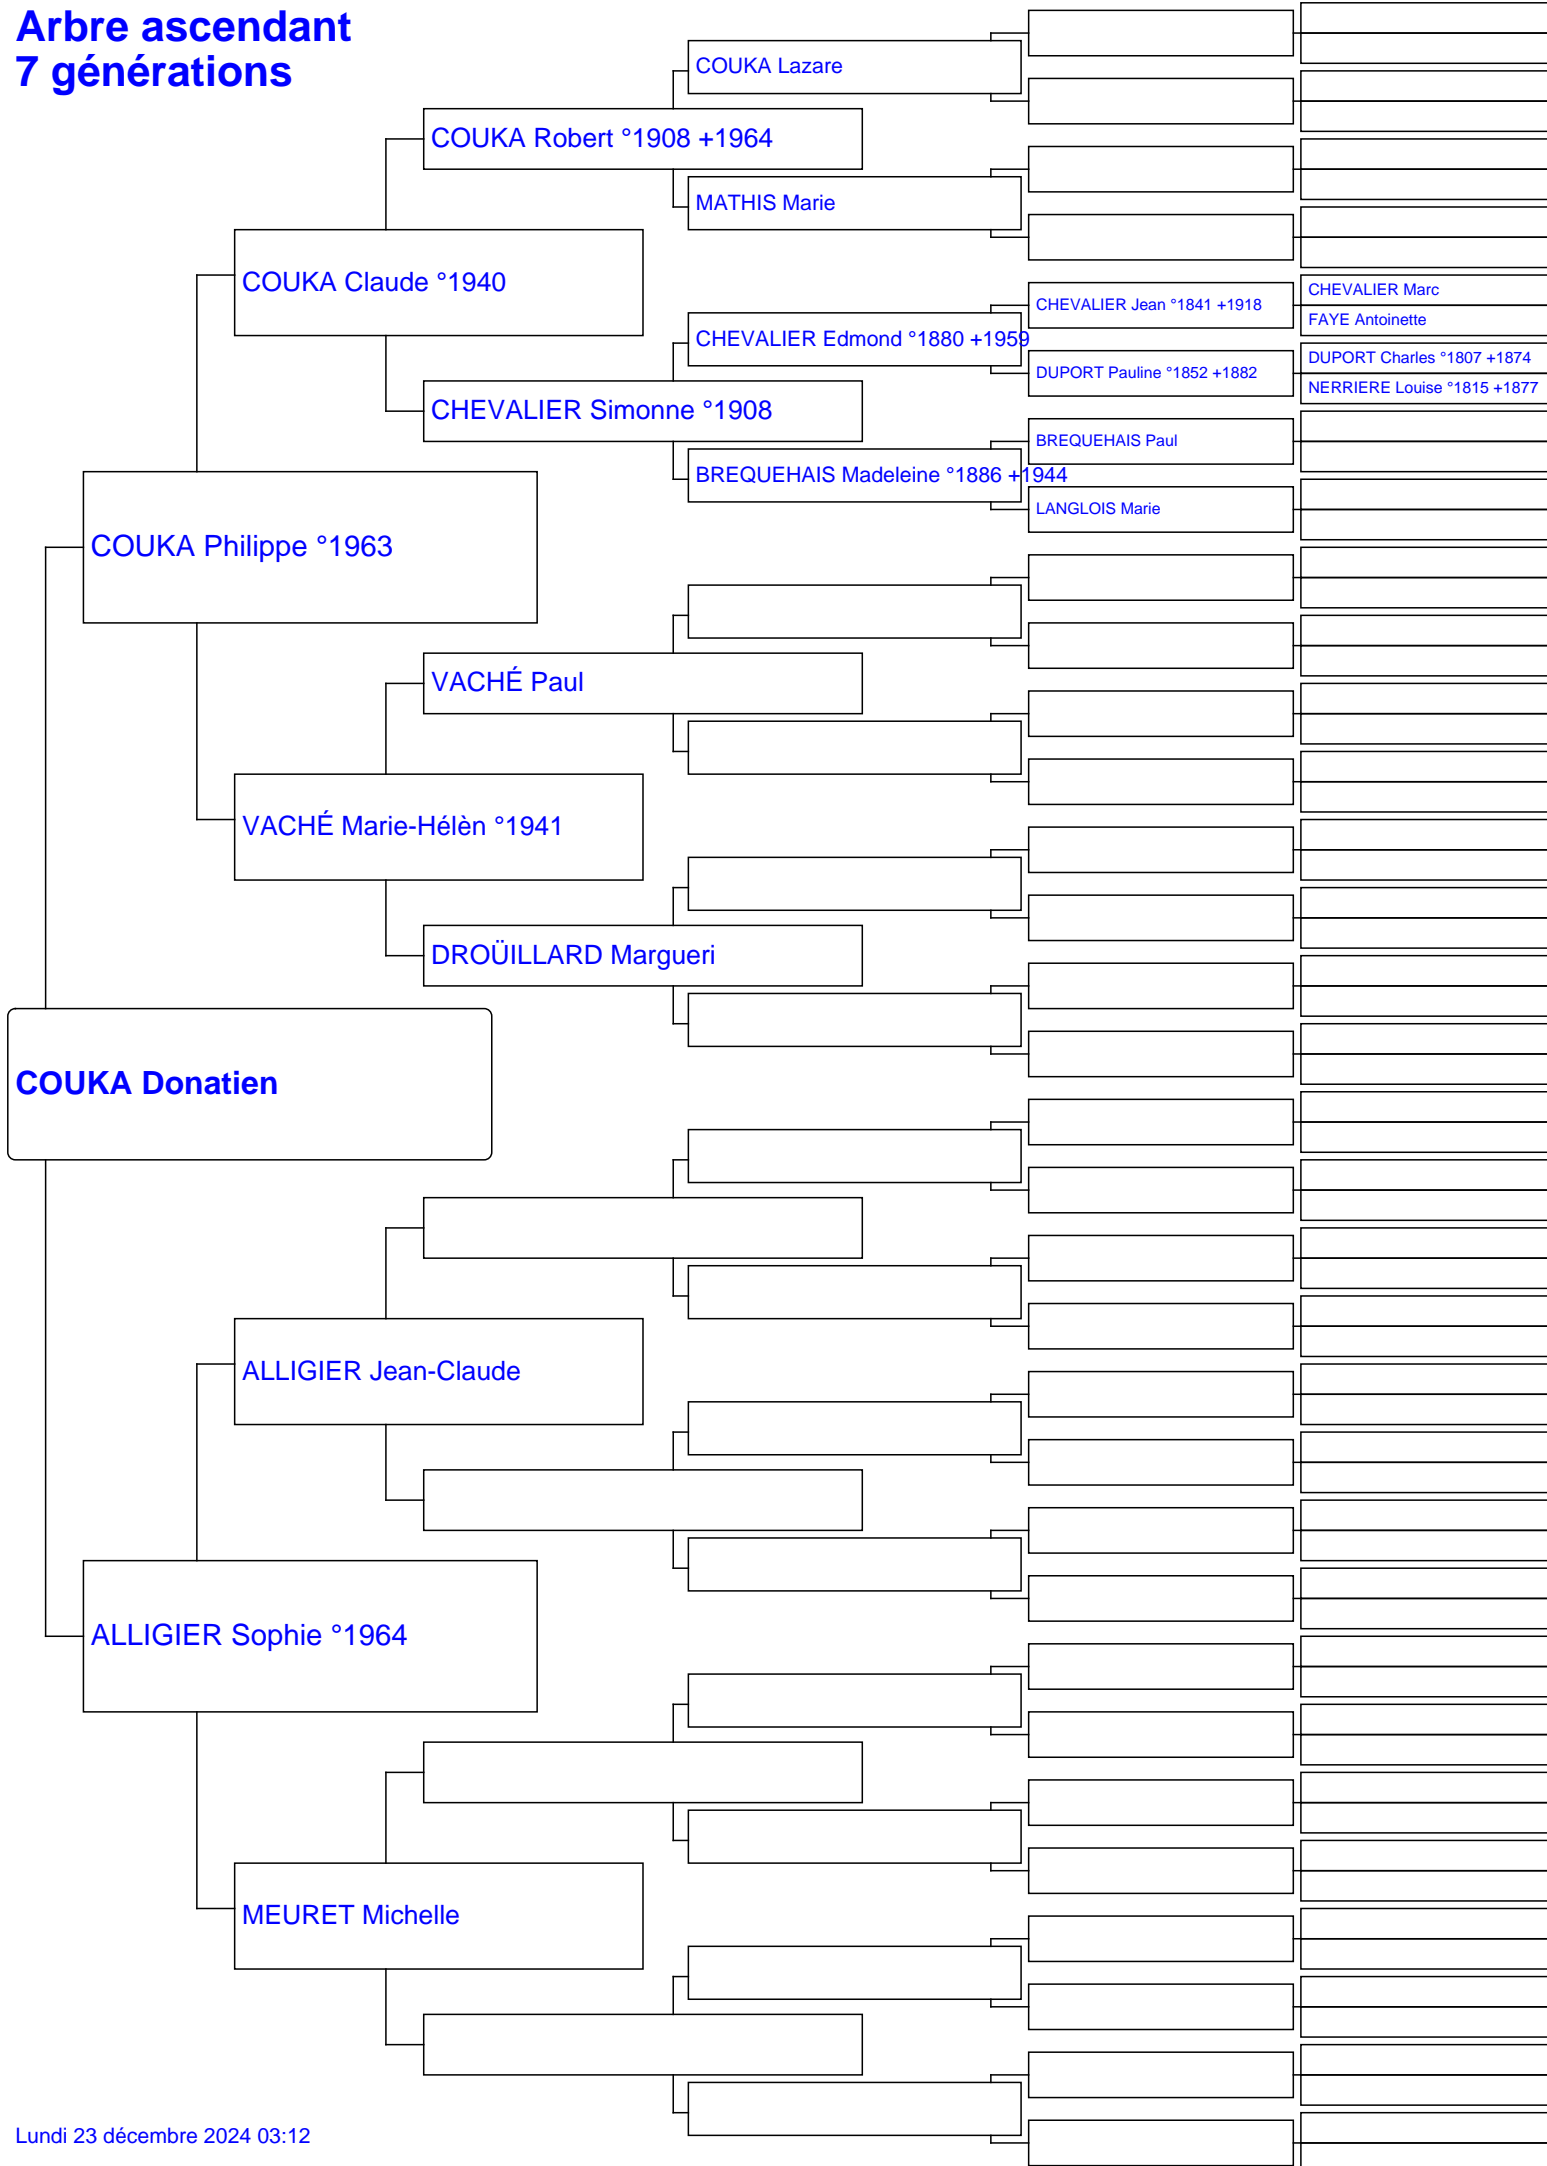 Arbre ascendant
7 générations
COUKA Lazare
COUKA Robert °1908 +1964
MATHIS Marie
COUKA Claude °1940
CHEVALIER Marc
CHEVALIER Jean °1841 +1918
FAYE Antoinette
CHEVALIER Edmond °1880 +1959
DUPORT Charles °1807 +1874
DUPORT Pauline °1852 +1882
NERRIERE Louise °1815 +1877
CHEVALIER Simonne °1908
BREQUEHAIS Paul
BREQUEHAIS Madeleine °1886 +1944
LANGLOIS Marie
COUKA Philippe °1963
VACHÉ Paul
VACHÉ Marie-Hélèn °1941
DROÜILLARD Margueri
COUKA Donatien
ALLIGIER Jean-Claude
ALLIGIER Sophie °1964
MEURET Michelle
Lundi 23 décembre 2024 03:12